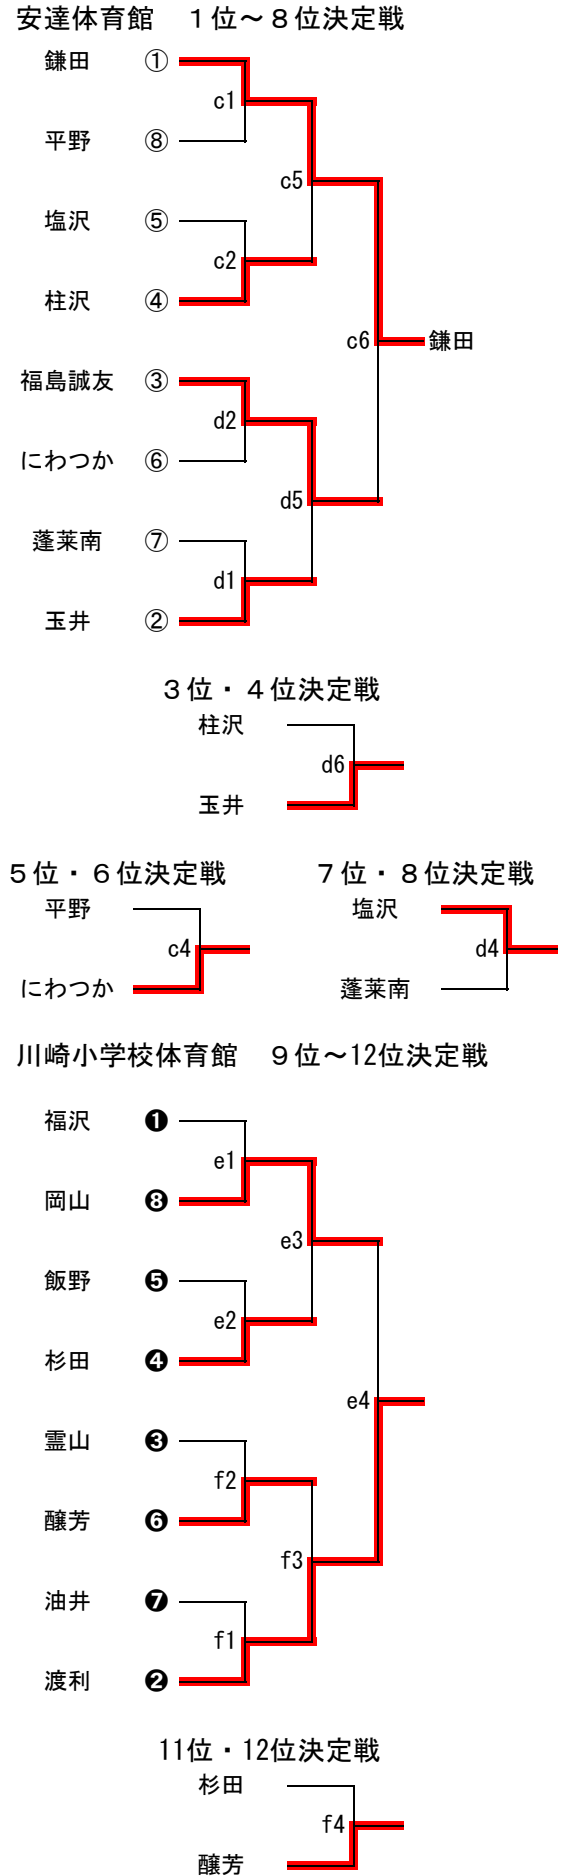 安達体育館　１位～８位決定戦
鎌田 ①
c1
平野 ⑧
c5
塩沢 ⑤
c2
柱沢 ④
c6 鎌田
福島誠友 ③
d2
にわつか ⑥
d5
蓬莱南 ⑦
d1
玉井 ②
３位・４位決定戦
柱沢
d6
玉井
５位・６位決定戦
平野
c4
にわつか
７位・８位決定戦
塩沢
d4
蓬莱南
川崎小学校体育館　９位～12位決定戦
福沢 ❶
e1
岡山 ❽
e3
飯野 ❺
e2
杉田 ❹
e4
霊山 ❸
f2
醸芳 ❻
f3
油井 ❼
f1
渡利 ❷
11位・12位決定戦
杉田
f4
醸芳